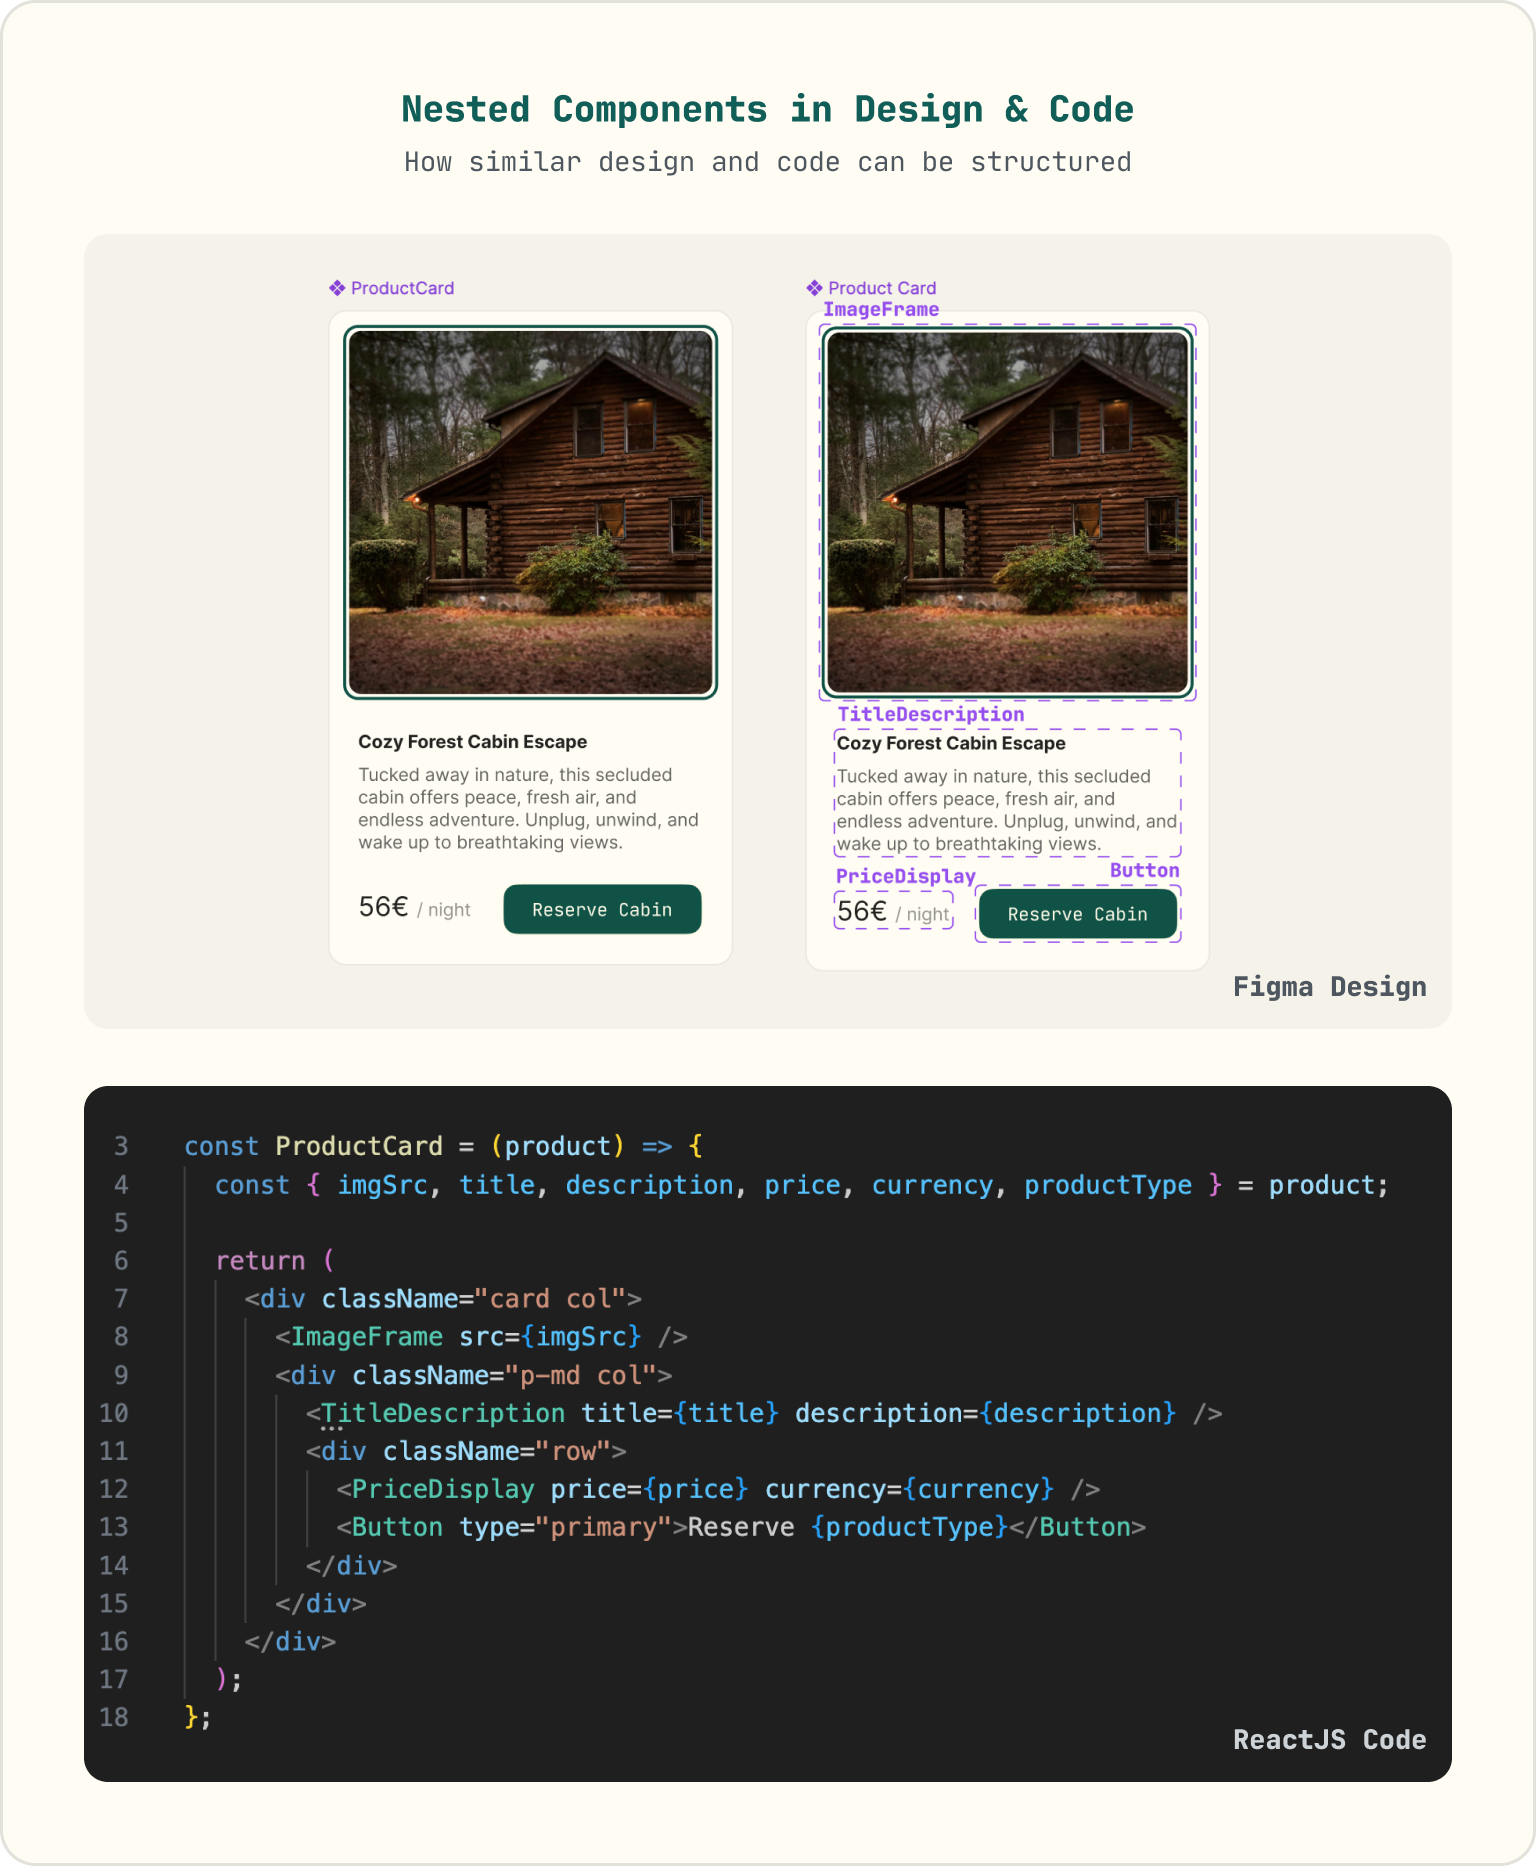 Nested Components in Design & Code
How similar design and code can be structured
ProductCard
Cozy Forest Cabin Escape
Tucked away in nature, this secluded
cabin offers peace, fresh air, and
endless adventure. Unplug, unwind, and
wake up to breathtaking views.
56€ / night
Reserve Cabin
Product Card
ImageFrame
TitleDescription
Cozy Forest Cabin Escape
Tucked away in nature, this secluded
cabin offers peace, fresh air, and
endless adventure. Unplug, unwind, and
wake up to breathtaking views.
PriceDisplay
Button
56€ / night
Reserve Cabin
Figma Design
3 const ProductCard = (product) => {
4 const { imgSrc, title, description, price, currency, productType } = product;
5
6 return (
7 <div className="card col">
8 <ImageFrame src={imgSrc} />
9 <div className="p-md col">
10 <TitleDescription title={title} description={description} />
11 <div className="row">
12 <PriceDisplay price={price} currency={currency} />
13 <Button type="primary">Reserve {productType}</Button>
14 </div>
15 </div>
16 </div>
17 );
18 };
ReactJS Code